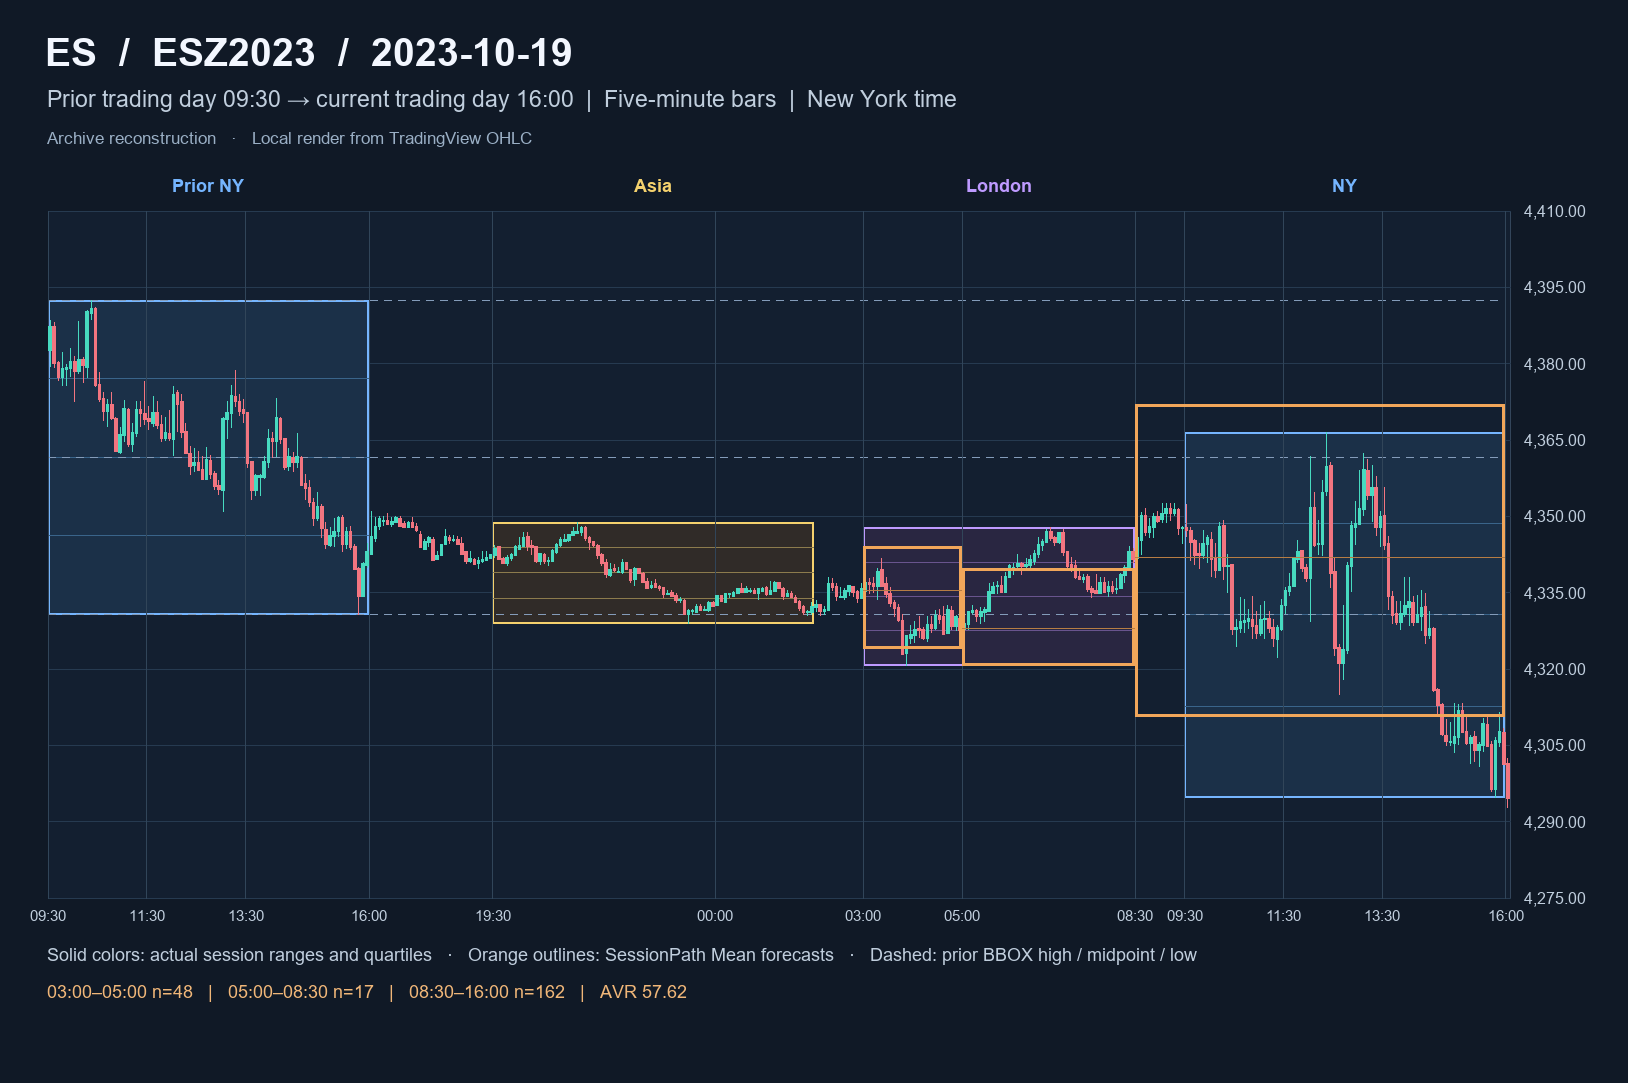 ES / ESZ2023 / 2023-10-19
Prior trading day 09:30 → current trading day 16:00 | Five-minute bars | New York time
Archive reconstruction · Local render from TradingView OHLC
Prior NY Asia London NY
4,410.00
4,395.00
4,380.00
4,365.00
4,350.00
4,335.00
4,320.00
4,305.00
4,290.00
4,275.00
09:30 11:30 13:30 16:00 19:30 00:00 03:00 05:00 08:30 09:30 11:30 13:30 16:00
Solid colors: actual session ranges and quartiles · Orange outlines: SessionPath Mean forecasts · Dashed: prior BBOX high / midpoint / low
03:00–05:00 n=48 | 05:00–08:30 n=17 | 08:30–16:00 n=162 | AVR 57.62